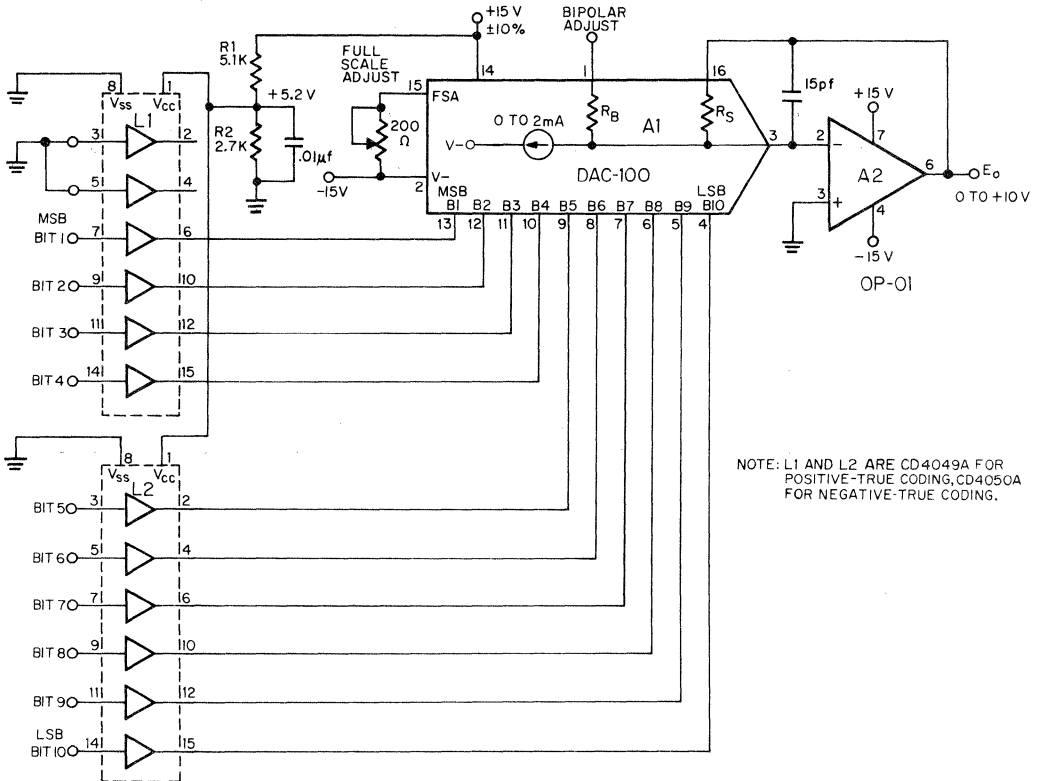 +15 V
±10%
BIPOLAR
ADJUST
R1
5.1K
FULL
SCALE
ADJUST
8
1
VSS
VCC
L1
3
2
5
4
MSB
BIT 1
7
6
BIT 2
9
10
BIT 3
11
12
BIT 4
14
15
+5.2 V
R2
2.7K
.01µf
200
Ω
-15V
14
1
16
15
FSA
0 TO 2mA
V-
RB
A1
RS
DAC-100
2
V-
MSB
LSB
B1
B2
B3
B4
B5
B6
B7
B8
B9
B10
13
12
11
10
9
8
7
6
5
4
3
15pf
+15 V
7
2
−
A2
6
Eo
0 TO +10 V
3
+
4
-15 V
OP-01
8
1
VSS
VCC
L2
BIT 5
3
2
BIT 6
5
4
BIT 7
7
6
BIT 8
9
10
BIT 9
11
12
LSB
BIT 10
14
15
NOTE: L1 AND L2 ARE CD4049A FOR
POSITIVE-TRUE CODING, CD4050A
FOR NEGATIVE-TRUE CODING.